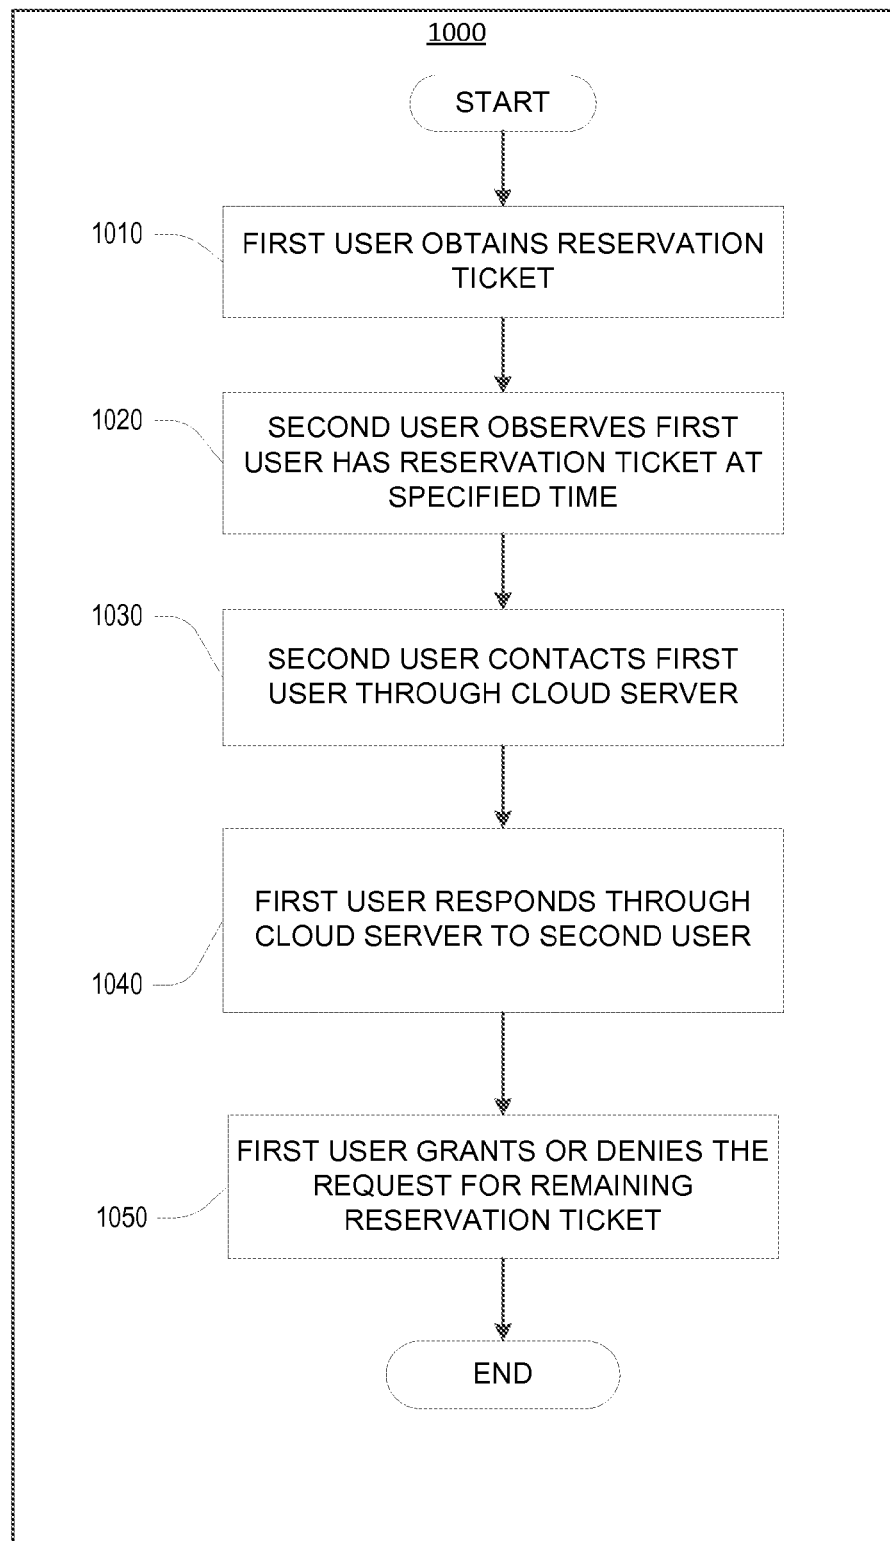 1000
START
1010
FIRST USER OBTAINS RESERVATION
TICKET
1020
SECOND USER OBSERVES FIRST
USER HAS RESERVATION TICKET AT
SPECIFIED TIME
1030
SECOND USER CONTACTS FIRST
USER THROUGH CLOUD SERVER
FIRST USER RESPONDS THROUGH
CLOUD SERVER TO SECOND USER
1040
FIRST USER GRANTS OR DENIES THE
REQUEST FOR REMAINING
RESERVATION TICKET
1050
END